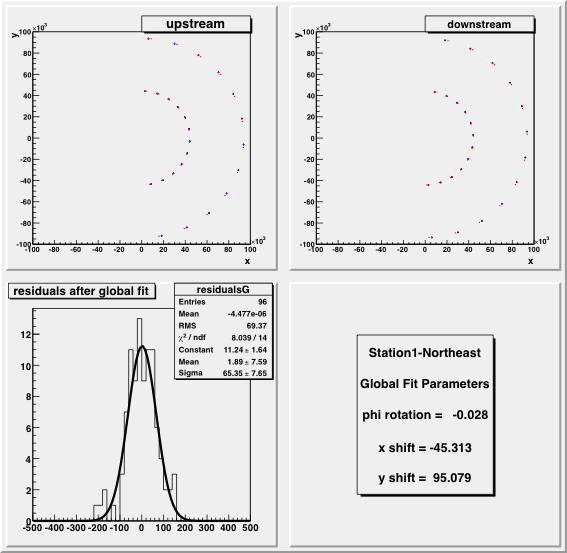 upstream
y
×10³
100
80
60
40
20
0
-20
-40
-60
-80
-100
-100 -80 -60 -40 -20 0 20 40 60 80 100
×10³
x
downstream
y
×10³
100
80
60
40
20
0
-20
-40
-60
-80
-100
-100 -80 -60 -40 -20 0 20 40 60 80 100
×10³
x
residuals after global fit
residualsG
Entries 96
Mean -4.477e-06
RMS 69.37
χ² / ndf 8.039 / 14
Constant 11.24 ± 1.64
Mean 1.89 ± 7.59
Sigma 65.35 ± 7.65
12
10
8
6
4
2
0
-500 -400 -300 -200 -100 0 100 200 300 400 500
Station1-Northeast
Global Fit Parameters
phi rotation = -0.028
x shift = -45.313
y shift = 95.079